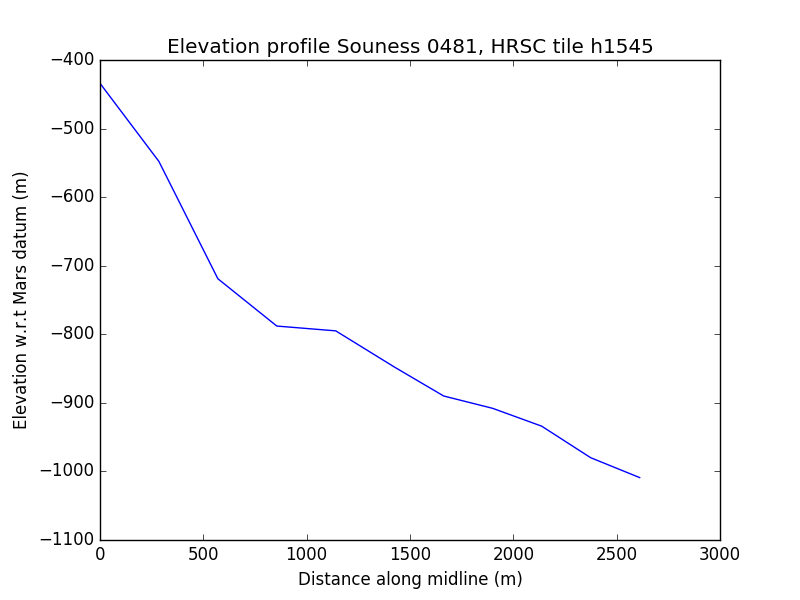 Elevation profile Souness 0481, HRSC tile h1545
−400
−500
−600
−700
−800
−900
−1000
−1100
Elevation w.r.t Mars datum (m)
0 500 1000 1500 2000 2500 3000
Distance along midline (m)